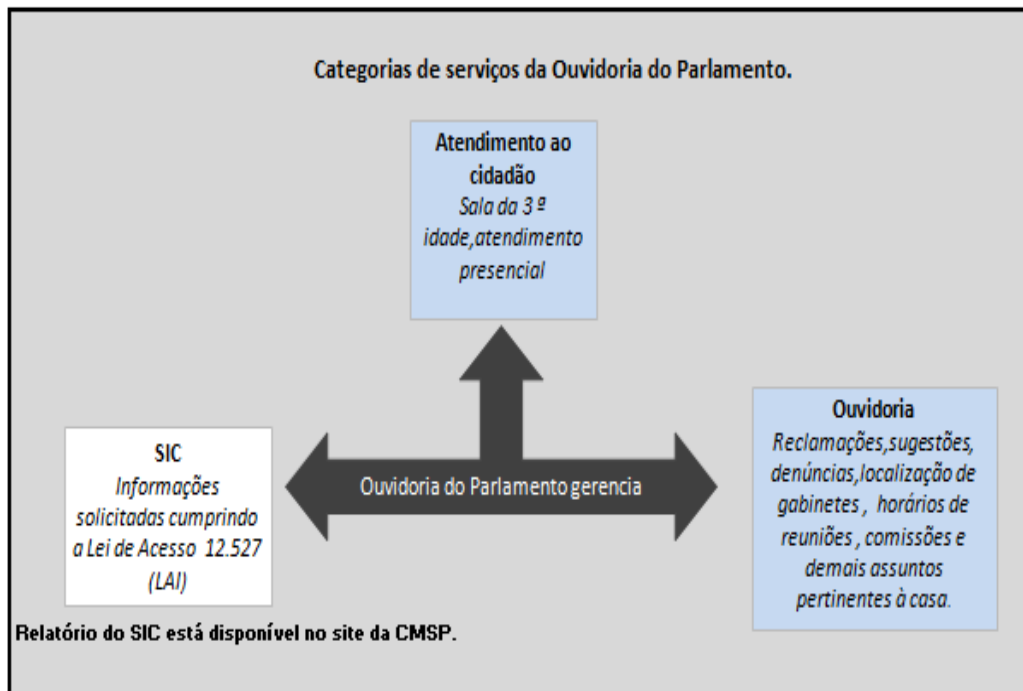 Categorias de serviços da Ouvidoria do Parlamento.
Atendimento ao
cidadão
Sala da 3 ª
idade,atendimento
presencial
SIC
Informações
solicitadas cumprindo
a Lei de Acesso 12.527
(LAI)
Ouvidoria do Parlamento gerencia
Ouvidoria
Reclamações,sugestões,
denúncias,localização de
gabinetes , horários de
reuniões , comissões e
demais assuntos
pertinentes à casa.
Relatório do SIC está disponível no site da CMSP.